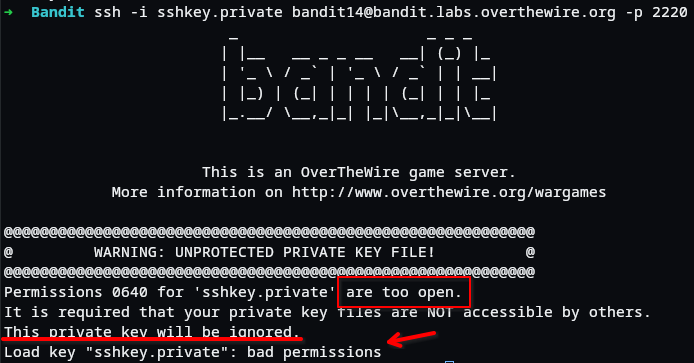 → Bandit ssh -i sshkey.private bandit14@bandit.labs.overthewire.org -p 2220
bandit
This is an OverTheWire game server.
More information on http://www.overthewire.org/wargames
@@@@@@@@@@@@@@@@@@@@@@@@@@@@@@@@@@@@@@@@@@@@@@@@@@@@@@@@@@@
@ WARNING: UNPROTECTED PRIVATE KEY FILE! @
@@@@@@@@@@@@@@@@@@@@@@@@@@@@@@@@@@@@@@@@@@@@@@@@@@@@@@@@@@@
Permissions 0640 for 'sshkey.private' are too open.
It is required that your private key files are NOT accessible by others.
This private key will be ignored.
Load key "sshkey.private": bad permissions